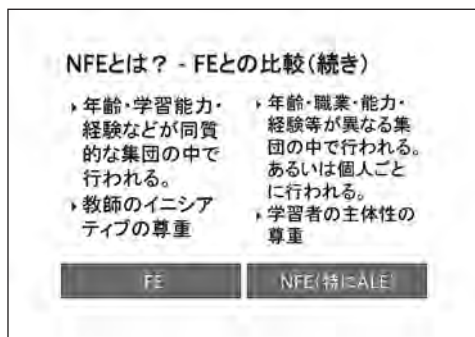 NFEとは？ - FEとの比較(続き)
年齢・学習能力・
経験などが同質
的な集団の中で
行われる。
教師のイニシア
ティブの尊重
年齢・職業・能力・
経験等が異なる集
団の中で行われる。
あるいは個人ごと
に行われる。
学習者の主体性の
尊重
FE
NFE(特にALE)